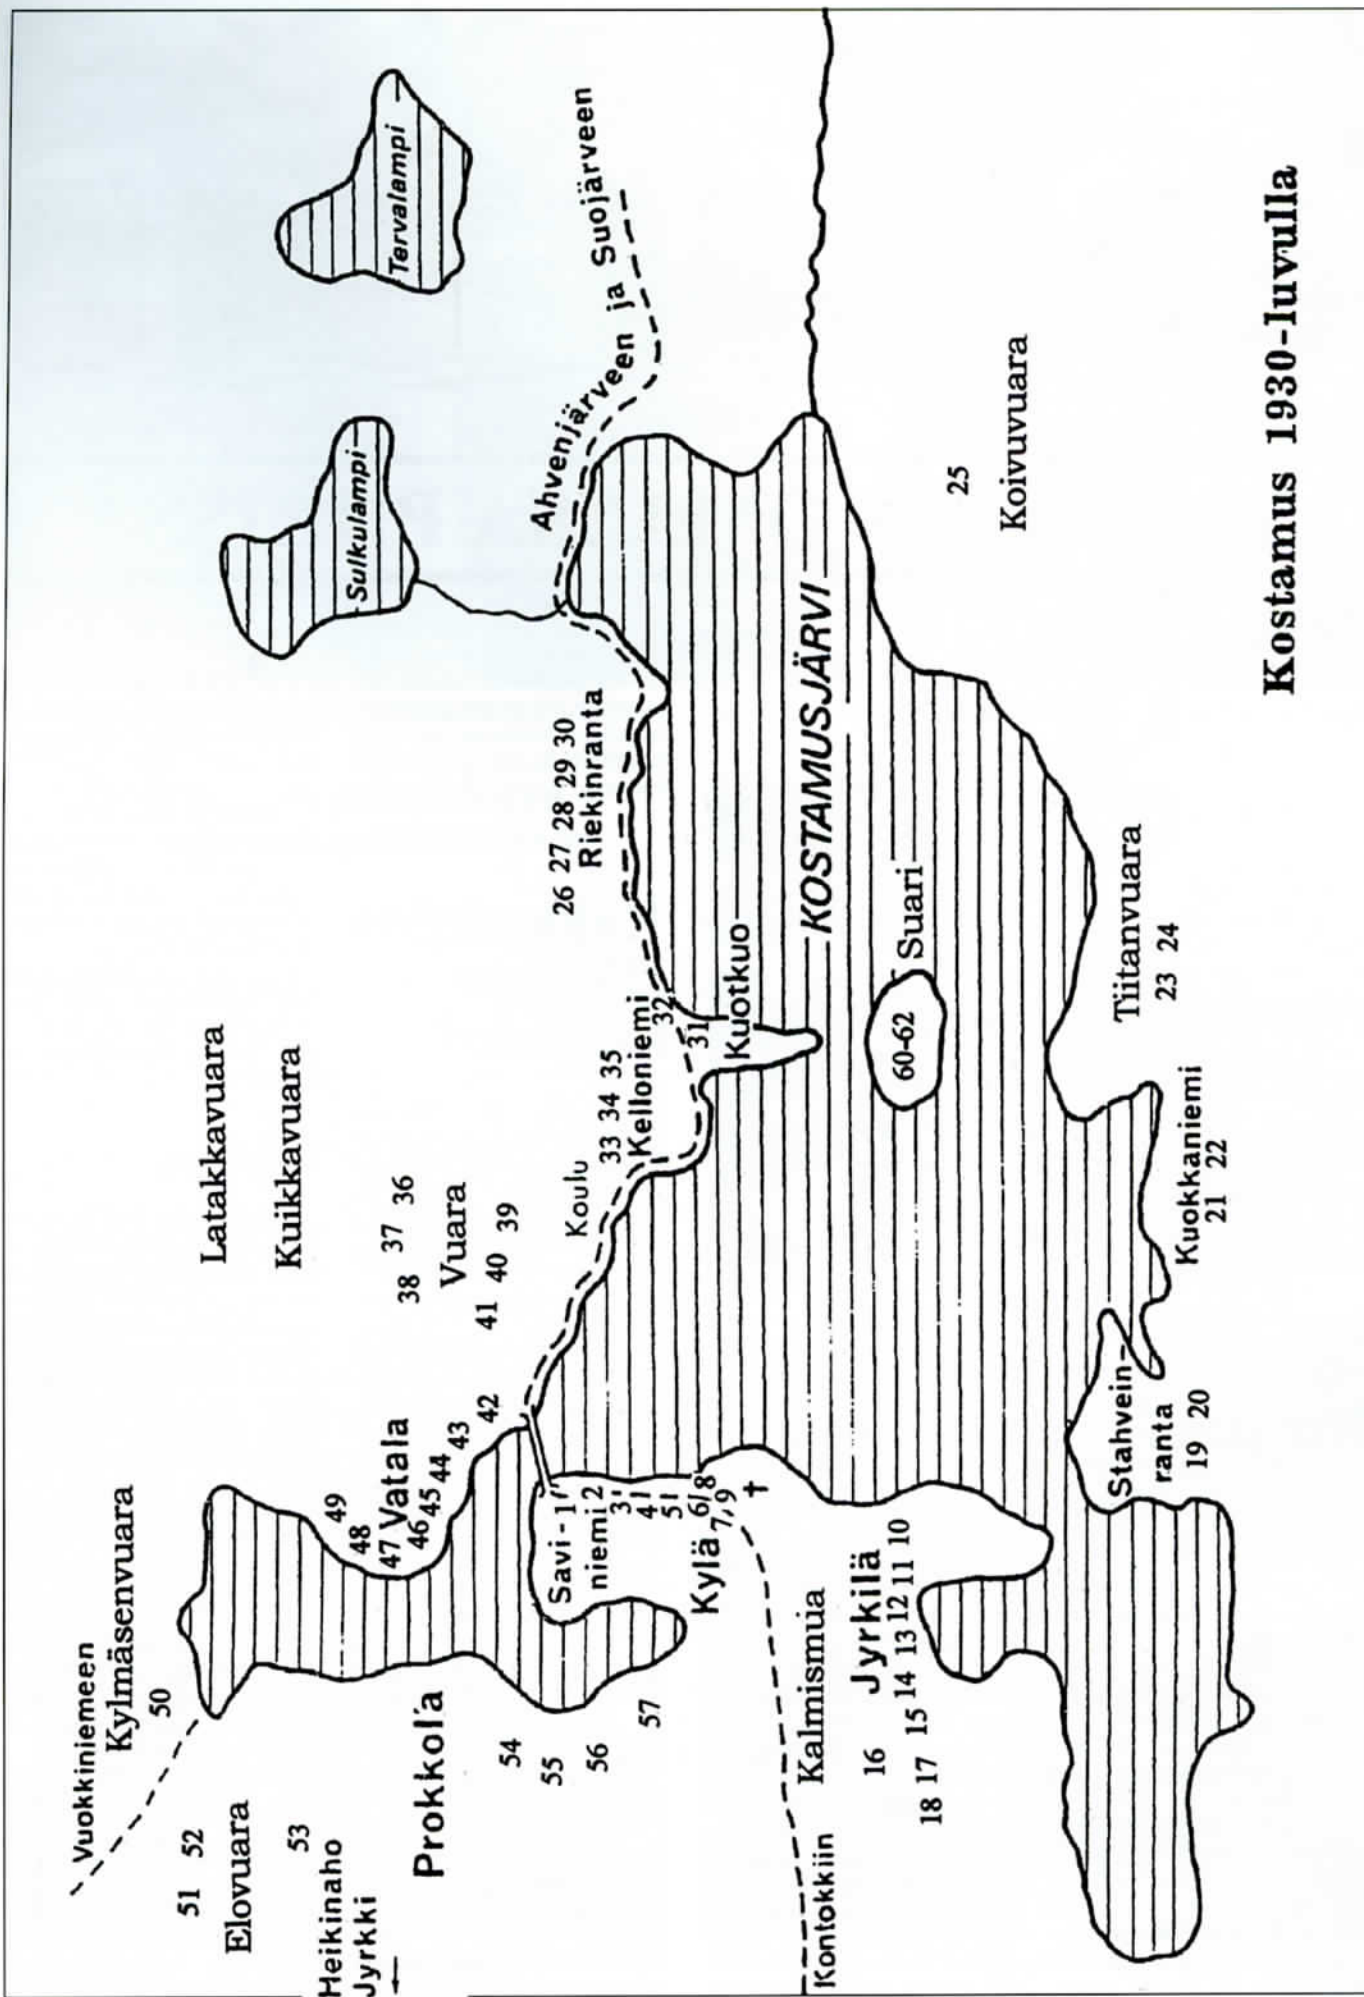 Vuokkiniemeen
Kylmäsenvuara
50
51 52
Elovuara
53
Heikinaho
Jyrkki
←
Prokkol'a
54
55
56
57
49
48
47 Vatala
46 45 44 43 42
Latakkavuara
Kuikkavuara
38 37 36
Vuara
41 40 39
Koulu
33 34 35
Kelloniemi
32
31
Kuotkuo
26 27 28 29 30
Riekinranta
Sulkulampi
Tervalampi
Ahvenjärveen ja Suojärveen
Savi-
niemi
1
2
3
4
5
6 8
7 9
Kylä
KOSTAMUSJÄRVI
60-62
Suari
25
Koivuvuara
Kontokkiin
Kalmismua
Jyrkilä
16 15 14 13 12 11 10
18 17
Stahvein-
ranta
19 20
Kuokkaniemi
21 22
Tiitanvuara
23 24
Kostamus 1930-luvulla